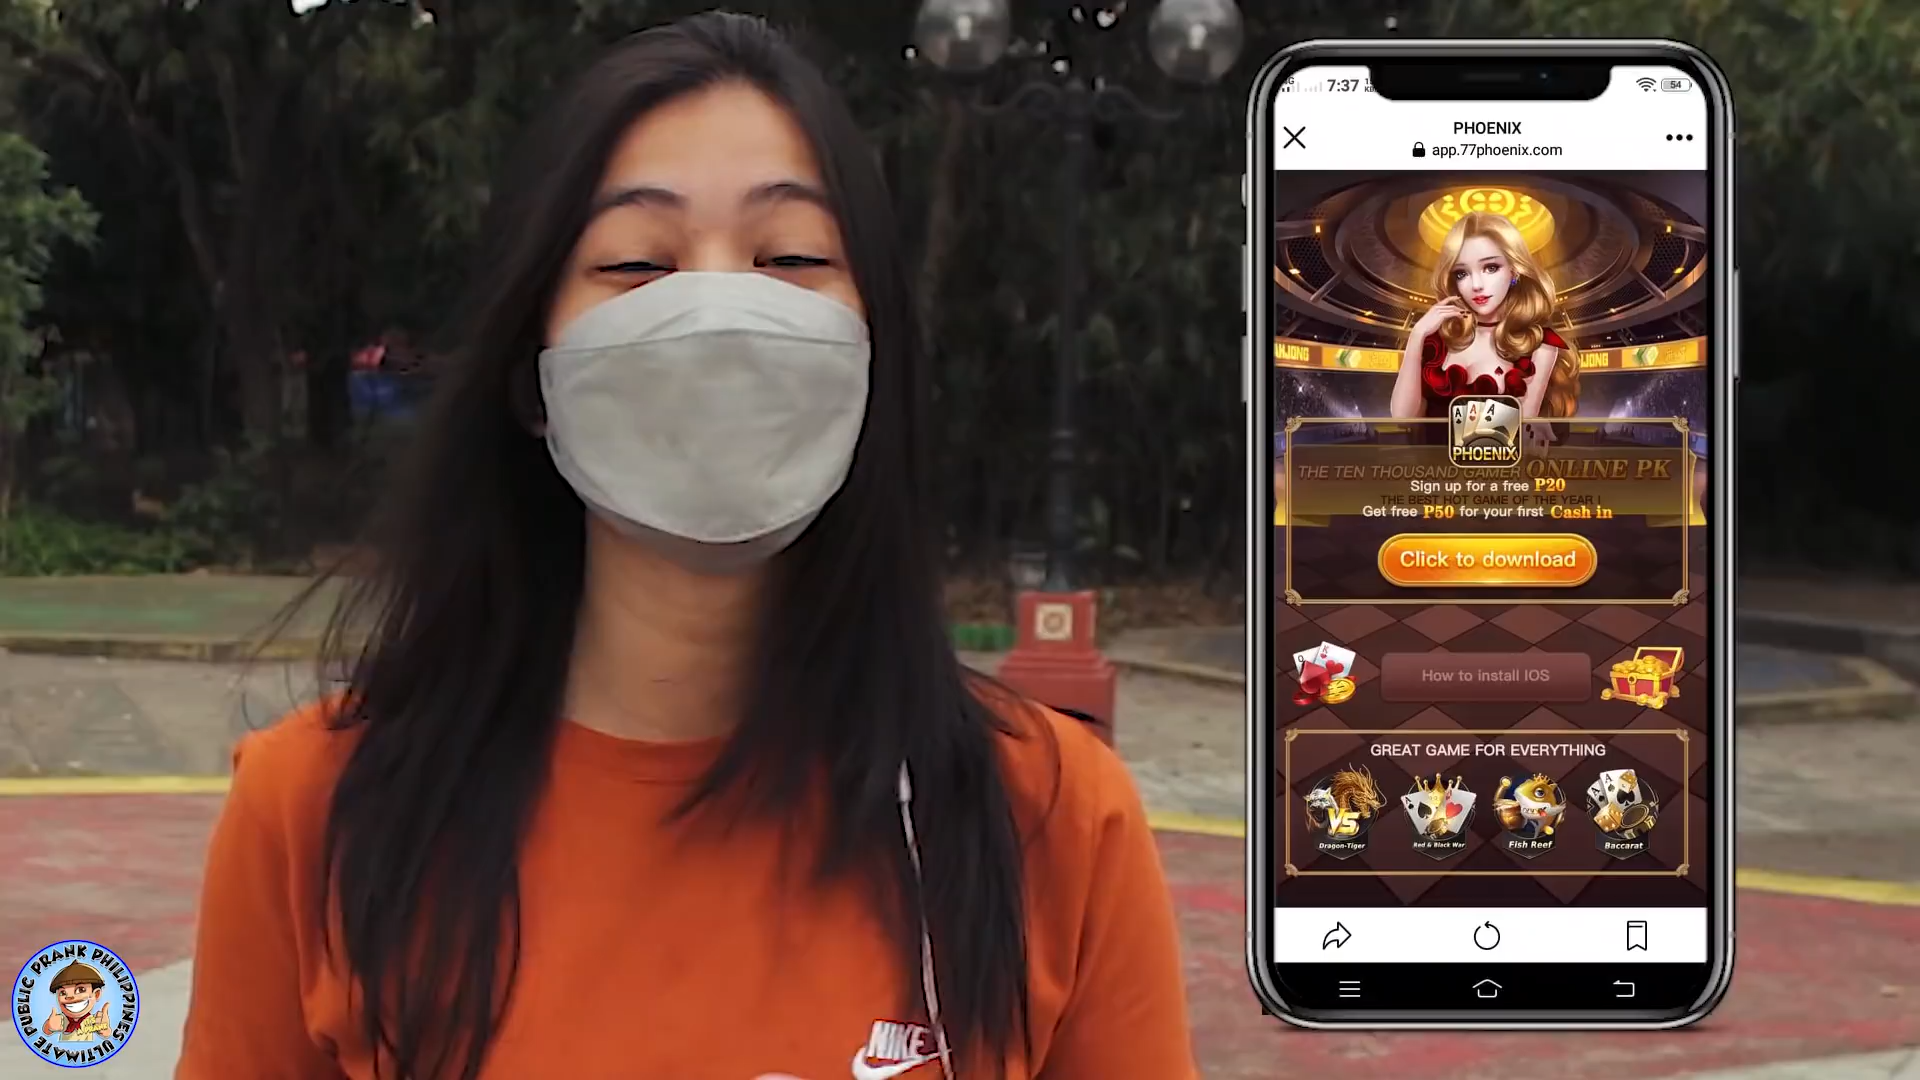 7:37
54
PHOENIX
app.77phoenix.com
JONG
PHOENIX
THE TEN THOUSAND GAMER ONLINE PK
Sign up for a free P20
THE BEST HOT GAME OF THE YEAR !
Get free P50 for your first Cash in
Click to download
How to install IOS
GREAT GAME FOR EVERYTHING
Dragon-Tiger
Red & Black War
Fish Reef
Baccarat
NIKE
PUBLIC PRANK PHILIPPINES ULTIMATE